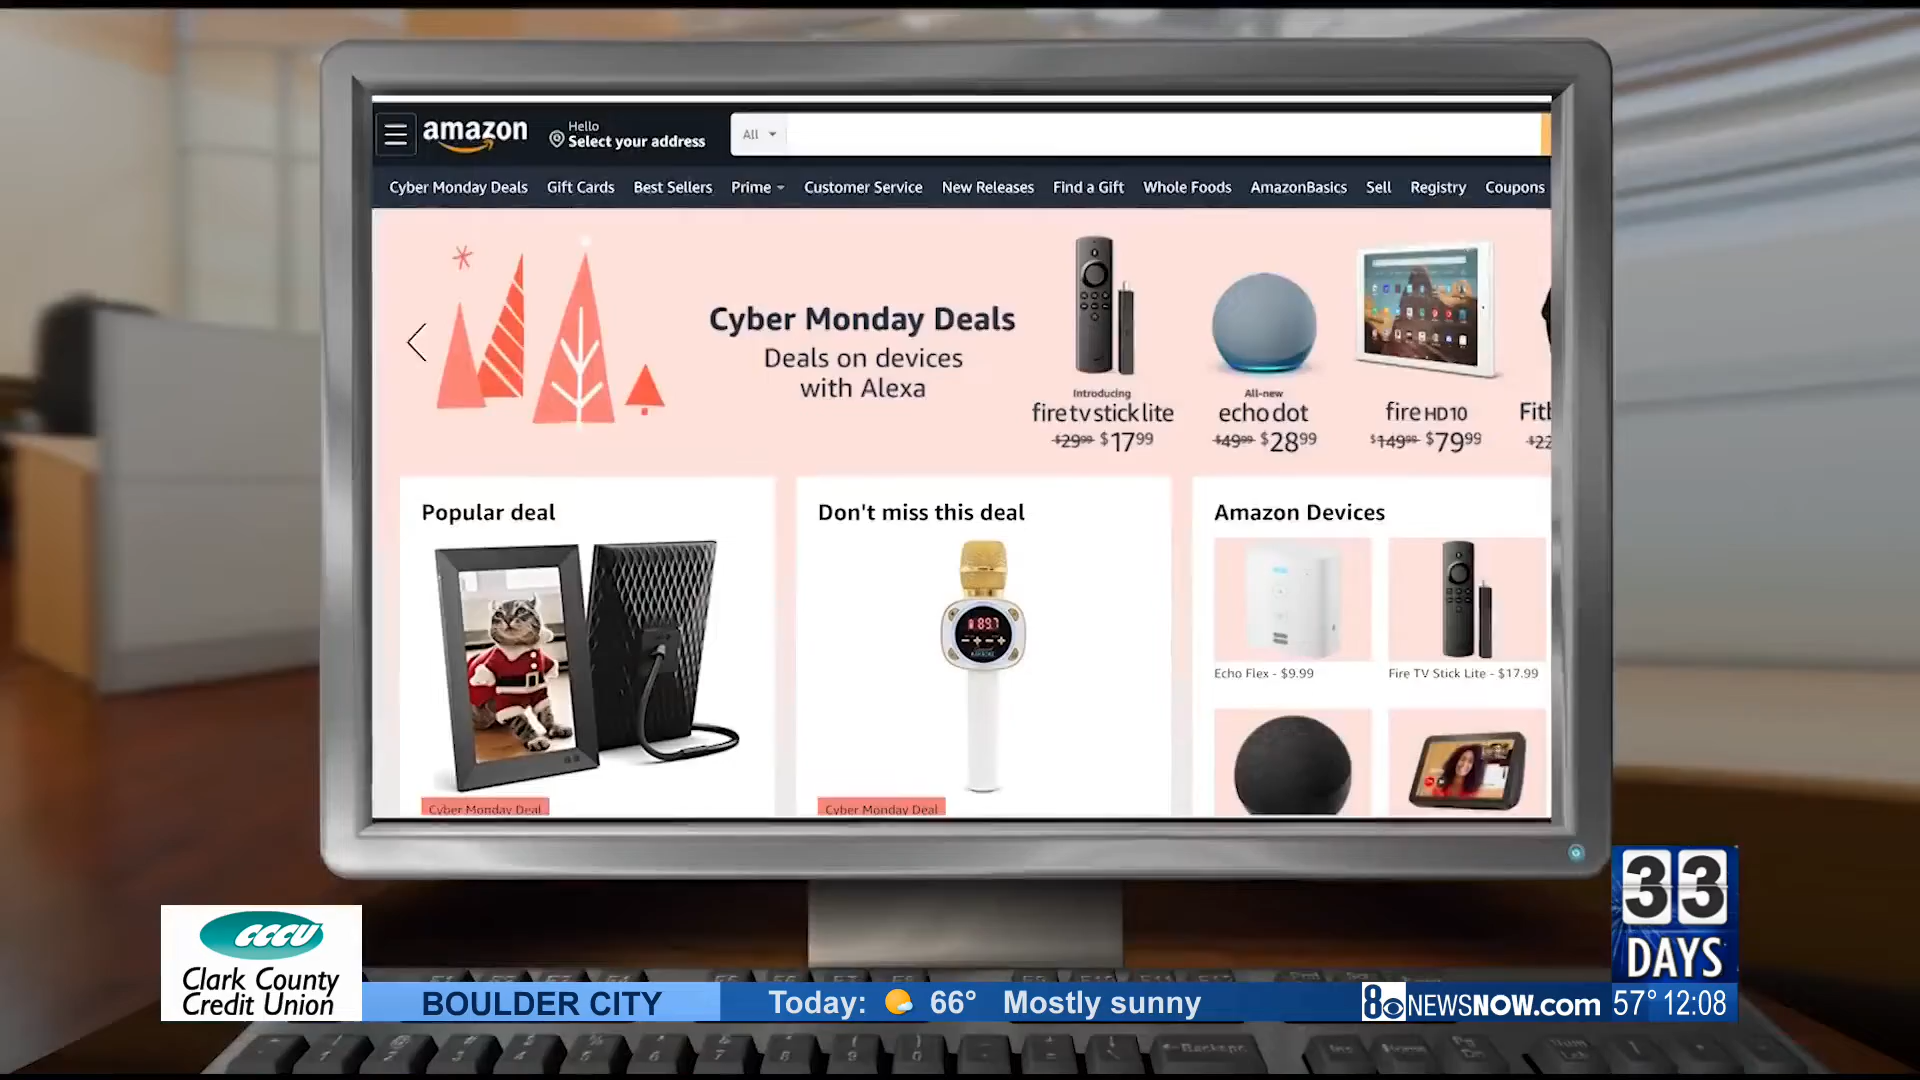 amazon
Hello
Select your address
All
Cyber Monday Deals Gift Cards Best Sellers Prime Customer Service New Releases Find a Gift Whole Foods AmazonBasics Sell Registry Coupons
Cyber Monday Deals
Deals on devices
with Alexa
Introducing
fire tv stick lite
$29.99 $17.99
All-new
echo dot
$49.99 $28.99
fire HD 10
$149.99 $79.99
Popular deal
Don't miss this deal
Amazon Devices
89.7
Echo Flex - $9.99
Fire TV Stick Lite - $17.99
Cyber Monday Deal
Cyber Monday Deal
33
DAYS
CCCU
Clark County
Credit Union
BOULDER CITY
Today: 66° Mostly sunny
8 NEWSNOW.com
57° 12:08